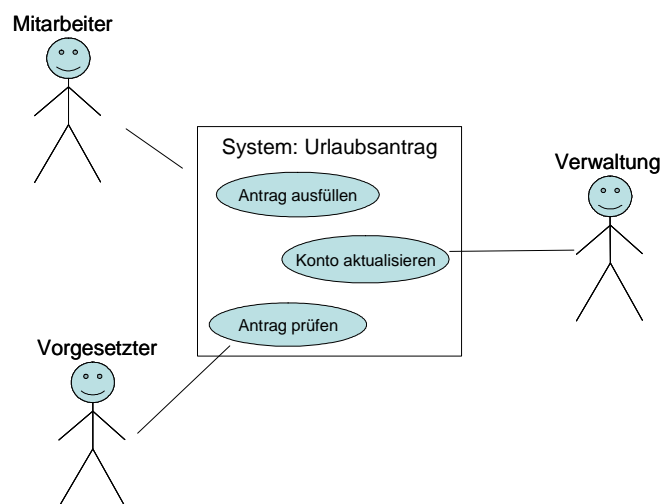 Mitarbeiter
System: Urlaubsantrag
Verwaltung
Antrag ausfüllen
Konto aktualisieren
Antrag prüfen
Vorgesetzter